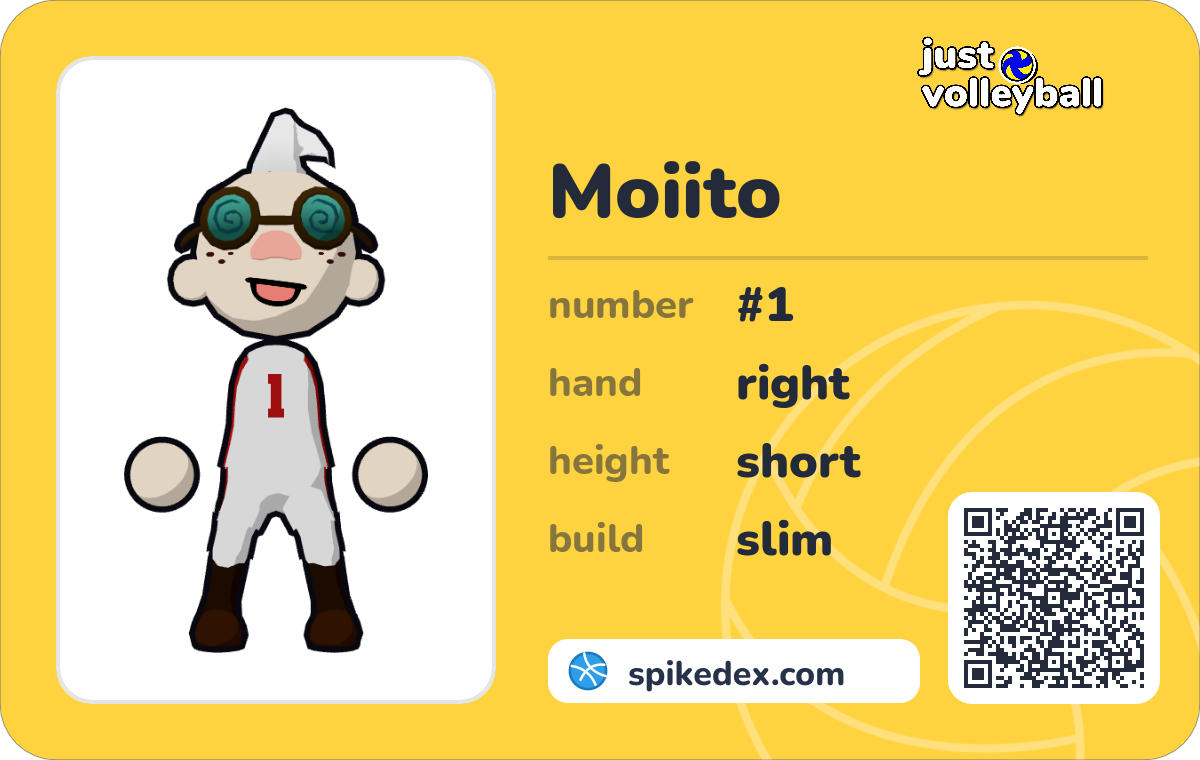 just
volleyball
Moiito
number #1
hand right
height short
build slim
1
spikedex.com